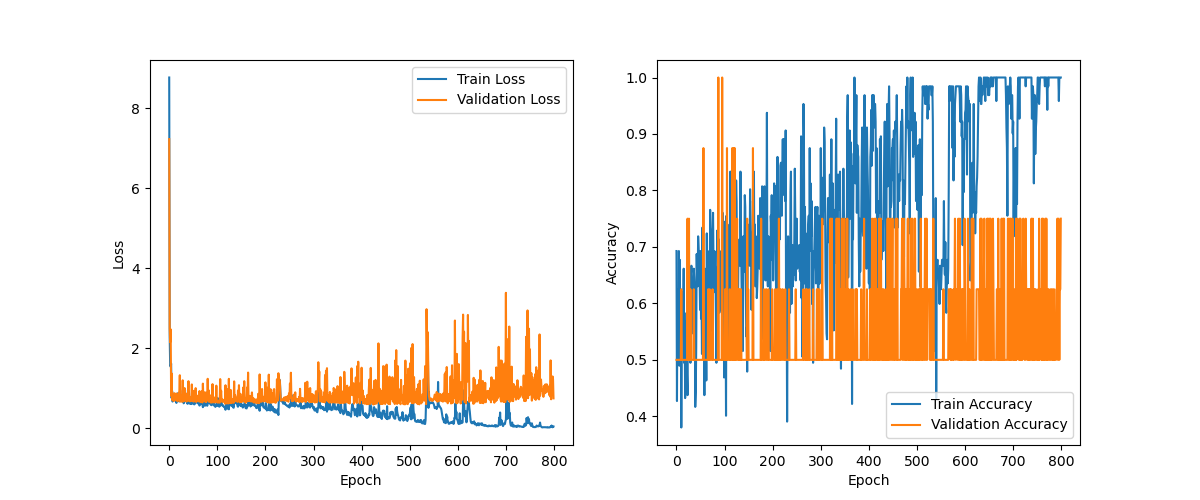 Train Loss
Validation Loss
8
6
4
2
0
Loss
0 100 200 300 400 500 600 700 800
Epoch
1.0
0.9
0.8
0.7
0.6
0.5
0.4
Accuracy
Train Accuracy
Validation Accuracy
0 100 200 300 400 500 600 700 800
Epoch